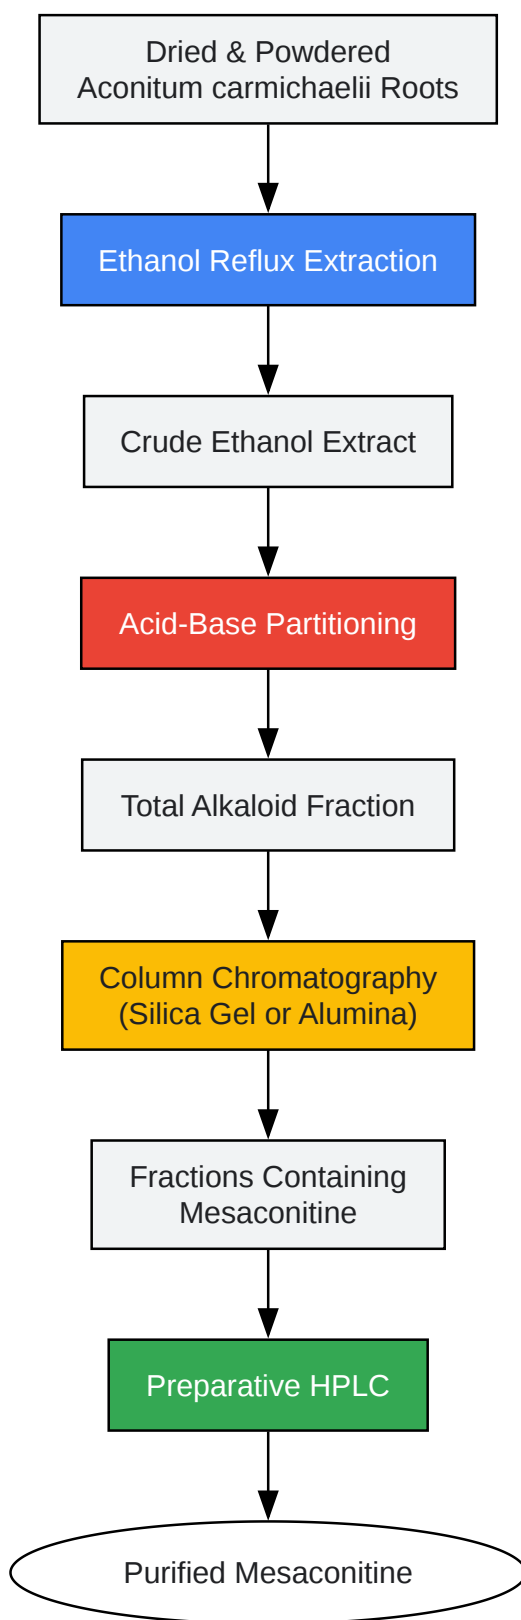 Dried & Powdered
Aconitum carmichaelii Roots
Ethanol Reflux Extraction
Crude Ethanol Extract
Acid-Base Partitioning
Total Alkaloid Fraction
Column Chromatography
(Silica Gel or Alumina)
Fractions Containing
Mesaconitine
Preparative HPLC
Purified Mesaconitine